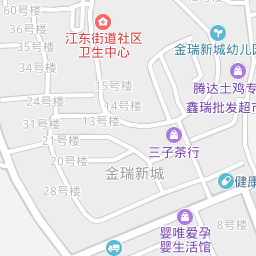 60号楼
36号楼
江东街道社区
卫生中心
金瑞新城幼儿园
34号楼
15号楼
腾达土鸡专
24号楼
14号楼
鑫瑞批发超市
13号楼
31号楼
21号楼
三子茶行
20号楼
金瑞新城
健康
28号楼
婴唯爱孕
婴生活馆
8号楼